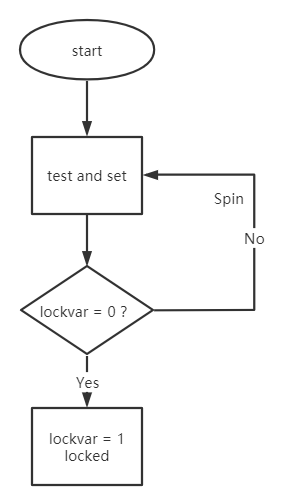 start
test and set
Spin
No
lockvar = 0 ?
Yes
lockvar = 1
locked